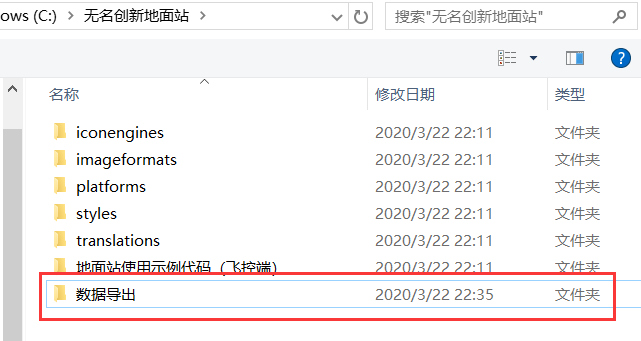 ows (C:) › 无名创新地面站 ›
搜索"无名创新地面站"
名称 修改日期 类型
iconengines 2020/3/22 22:11 文件夹
imageformats 2020/3/22 22:11 文件夹
platforms 2020/3/22 22:11 文件夹
styles 2020/3/22 22:11 文件夹
translations 2020/3/22 22:11 文件夹
地面站使用示例代码（飞控端） 2020/3/22 22:11 文件夹
数据导出 2020/3/22 22:35 文件夹